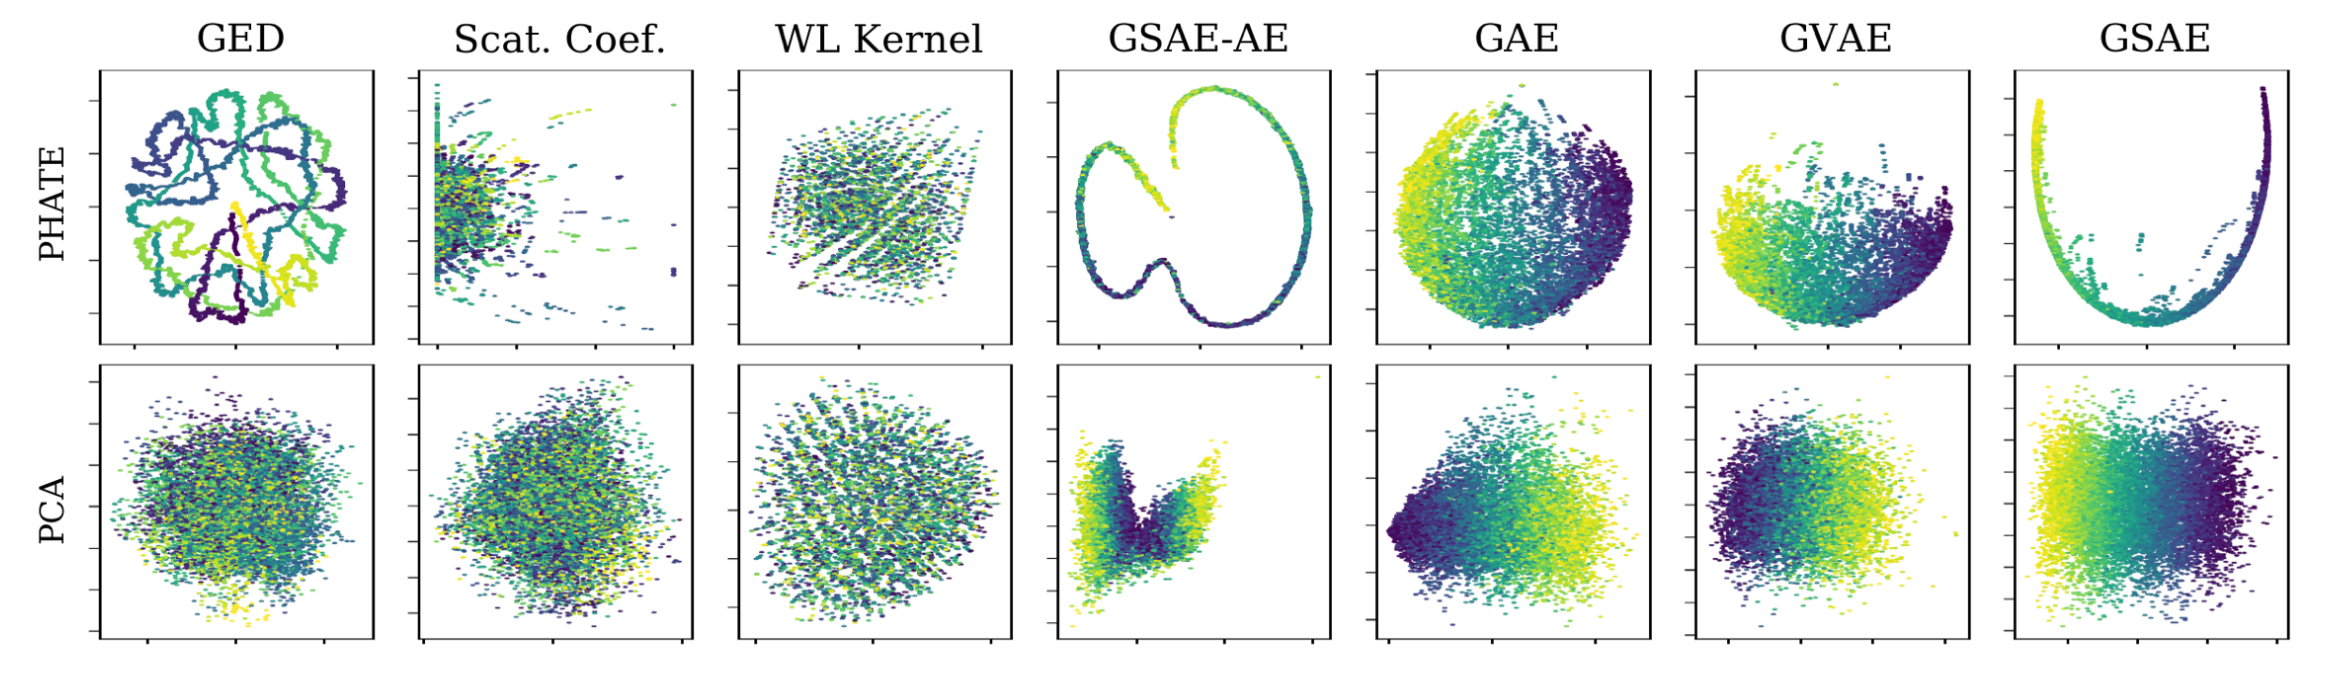 GED Scat. Coef. WL Kernel GSAE-AE GAE GVAE GSAE
PHATE
PCA